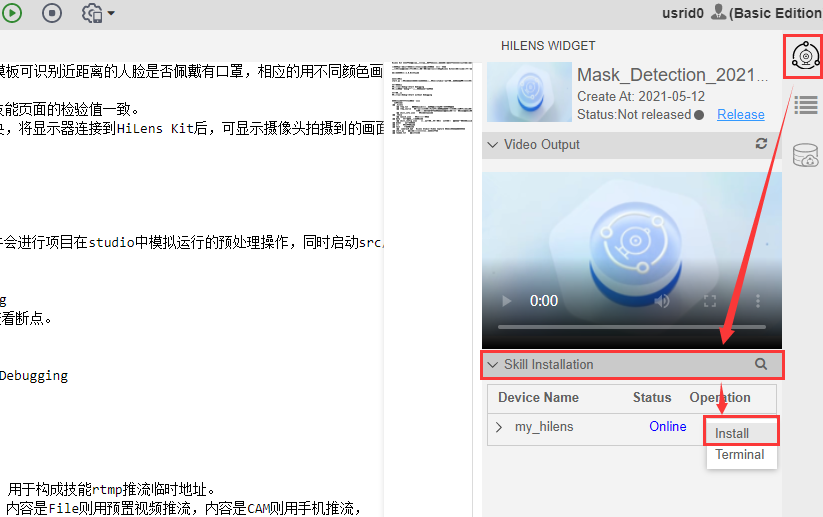 usrid0 (Basic Edition
HILENS WIDGET
模板可识别近距离的人脸是否佩戴有口罩，相应的用不同颜色画
技能页面的检验值一致。
央，将显示器连接到HiLens Kit后，可显示摄像头拍摄到的画面
会进行项目在studio中模拟运行的预处理操作，同时启动src
g
看断点。
Debugging
用于构成技能rtmp推流临时地址。
内容是File则用预置视频推流，内容是CAM则用手机推流，
Mask_Detection_2021...
Create At: 2021-05-12
Status:Not released Release
Video Output
0:00
Skill Installation
Device Name Status Operation
my_hilens Online
Install
Terminal